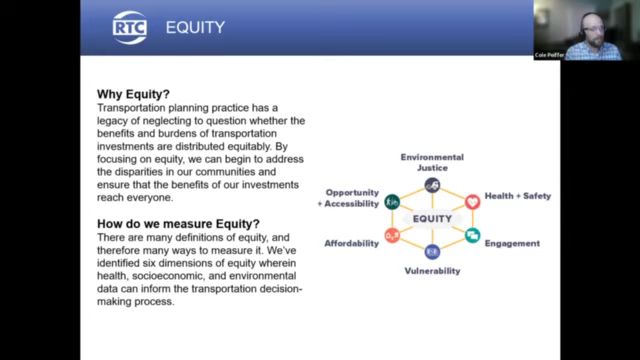 RTC
EQUITY
Cole Peiffer
Why Equity?
Transportation planning practice has a
legacy of neglecting to question whether the
benefits and burdens of transportation
investments are distributed equitably. By
focusing on equity, we can begin to address
the disparities in our communities and
ensure that the benefits of our investments
reach everyone.
How do we measure Equity?
There are many definitions of equity, and
therefore many ways to measure it. We've
identified six dimensions of equity wherein
health, socioeconomic, and environmental
data can inform the transportation decision-
making process.
Environmental
Justice
Opportunity
+ Accessibility
Health + Safety
EQUITY
Affordability
Engagement
Vulnerability